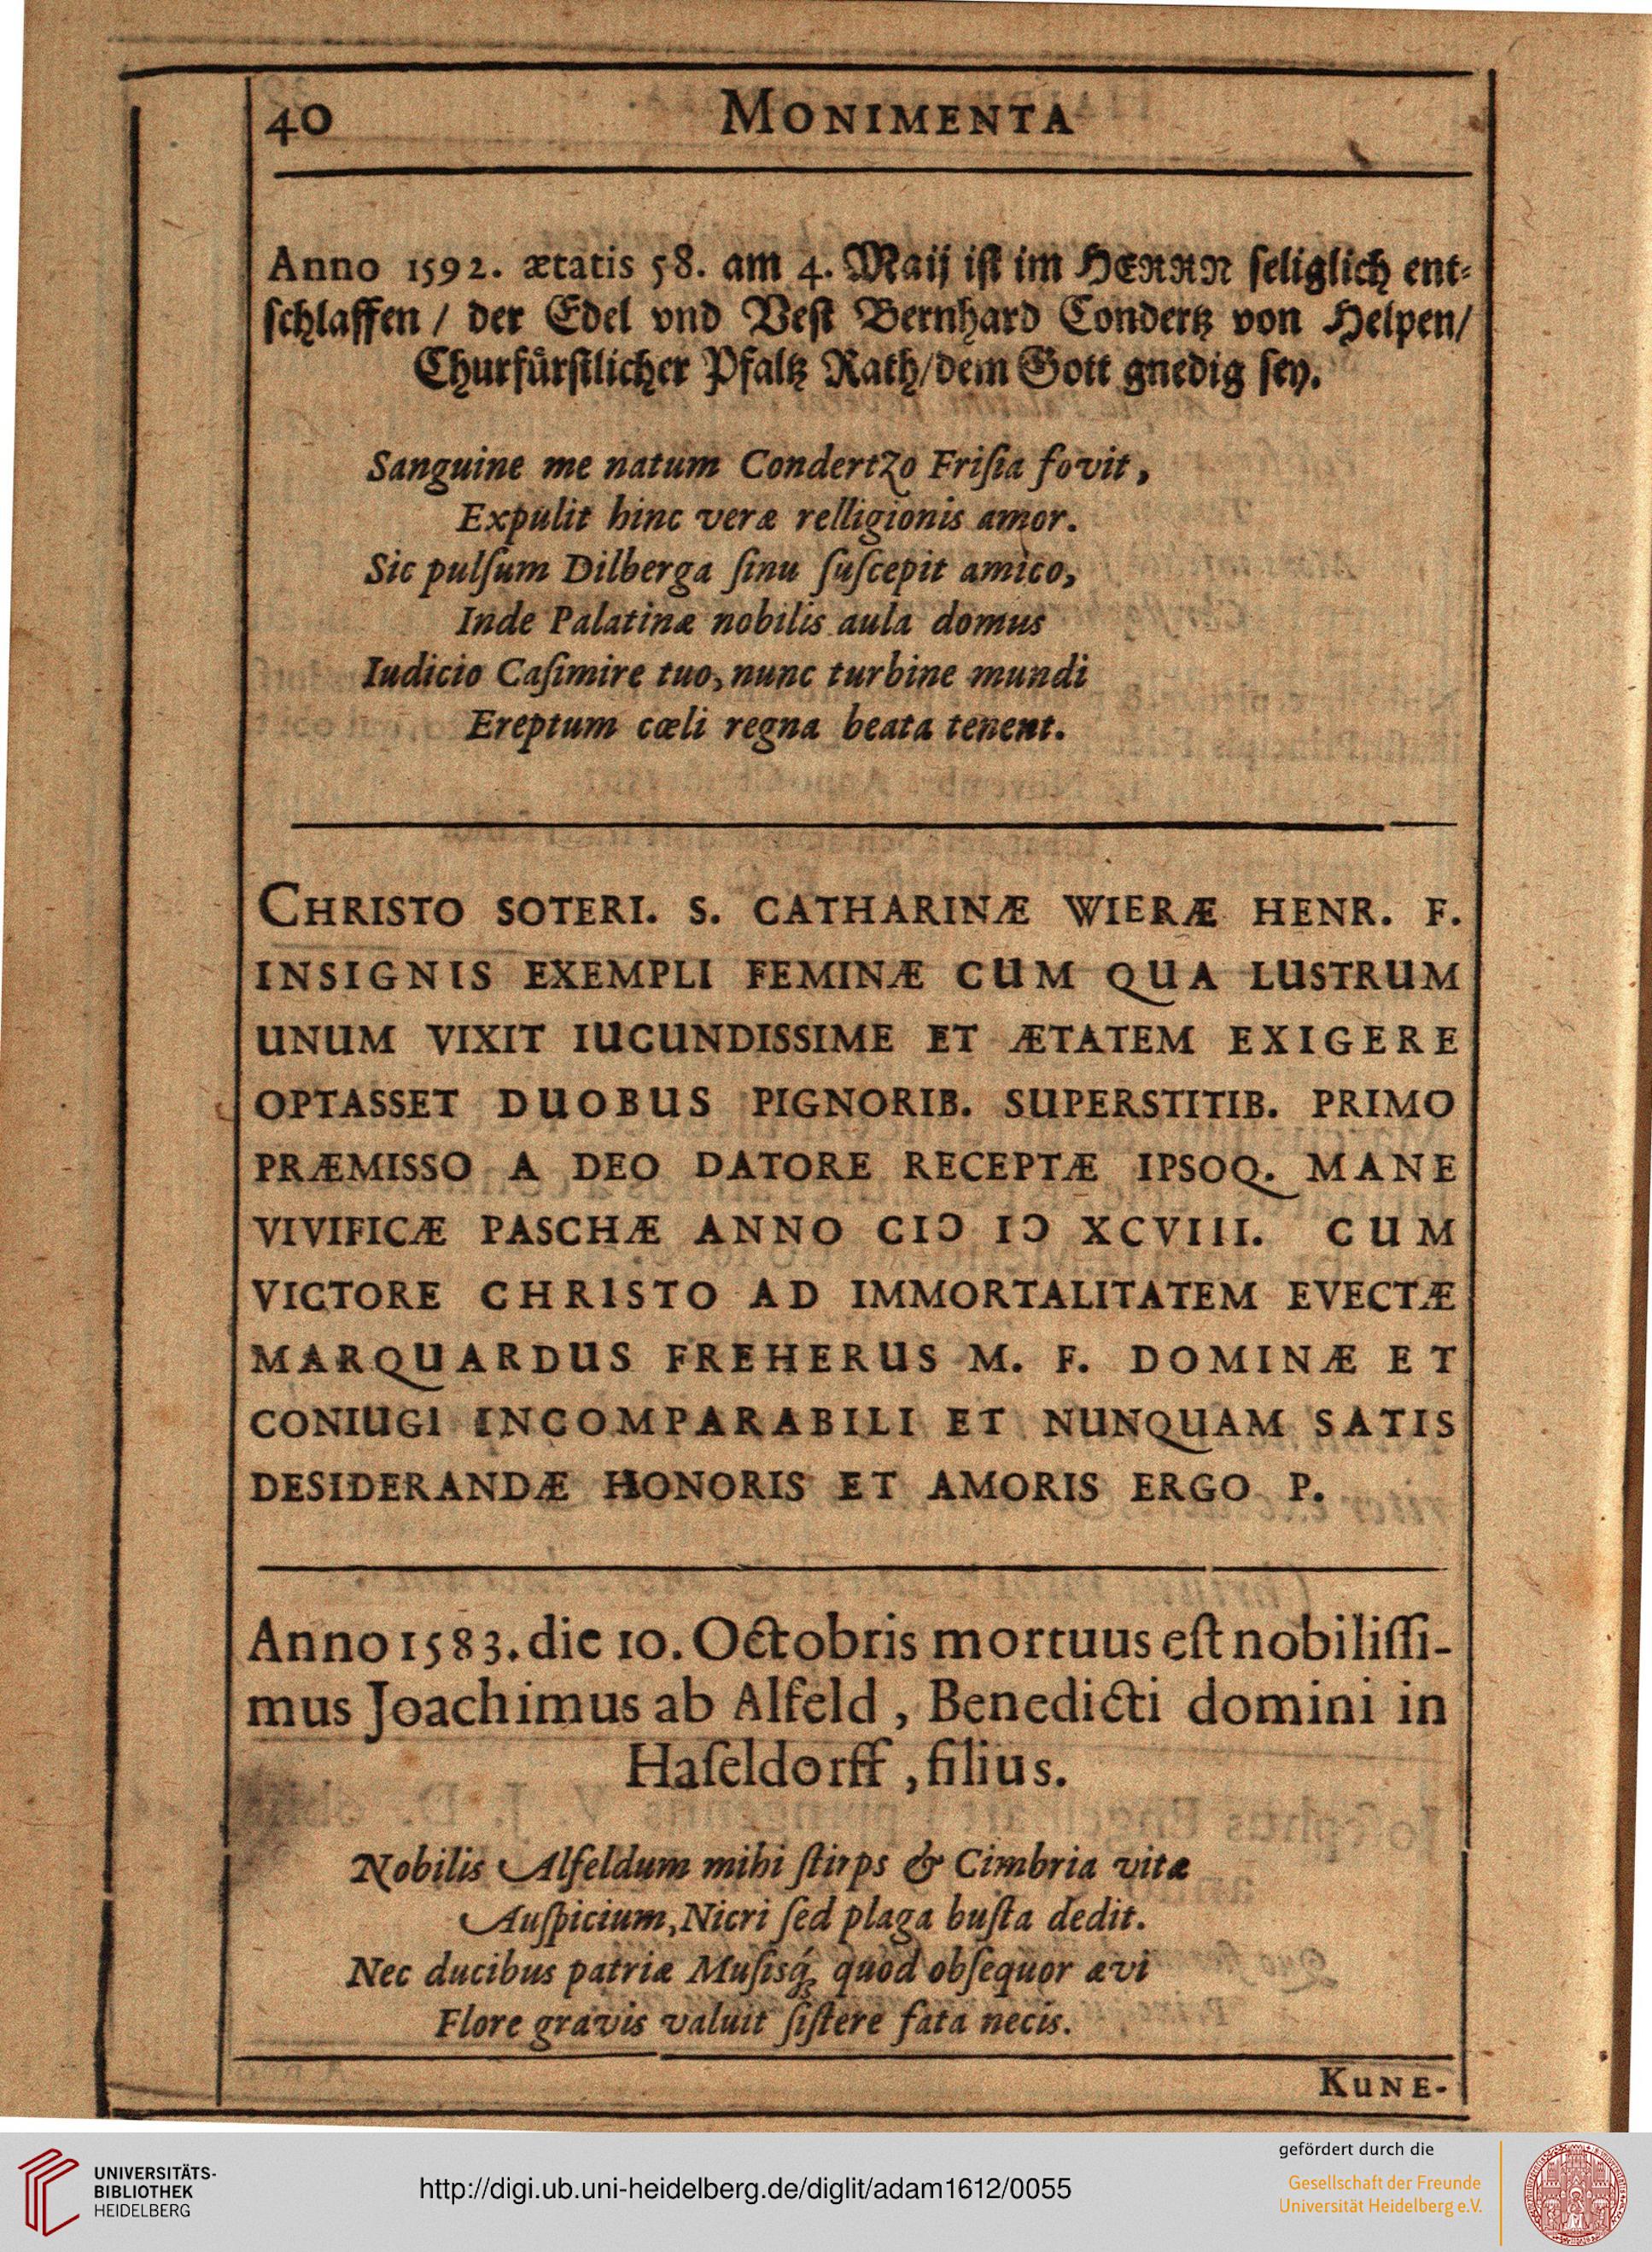 40 MONIMENTA
Anno 1592. ætatis 58. am 4. Maij iſt im HERRN ſeliglich ent-
ſchlaffen / der Edel vnd Veſt Bernhard Condertz von Helpen/
Churfürſtlicher Pfaltz Rath/dem Gott gnedig ſey.
Sanguine me natum Condertzo Friſia fovit,
Expulit hinc veræ relligionis amor.
Sic pulſum Dilberga ſinu ſuſcepit amico,
Inde Palatinæ nobilis aula domus
Iudicio Caſimire tuo, nunc turbine mundi
Ereptum cœli regna beata tenent.
CHRISTO SOTERI. S. CATHARINÆ WIERÆ HENR. F.
INSIGNIS EXEMPLI FEMINÆ CUM QUA LUSTRUM
UNUM VIXIT IUCUNDISSIME ET ÆTATEM EXIGERE
OPTASSET DUOBUS PIGNORIB. SUPERSTITIB. PRIMO
PRÆMISSO A DEO DATORE RECEPTÆ IPSOQ. MANE
VIVIFICÆ PASCHÆ ANNO CIƆ IƆ XCVIII. CUM
VICTORE CHRISTO AD IMMORTALITATEM EVECTÆ
MARQUARDUS FREHERUS M. F. DOMINÆ ET
CONIUGI INCOMPARABILI ET NUNQUAM SATIS
DESIDERANDÆ HONORIS ET AMORIS ERGO P.
Anno 1583. die 10. Octobris mortuus eſt nobiliſſi-
mus Joachimus ab Alfeld, Benedicti domini in
Haſeldorff, filius.
Nobilis Alfeldum mihi ſtirps & Cimbria vitæ
Auſpicium, Nicri ſed plaga buſta dedit.
Nec ducibus patriæ Muſisq́; quod obſequor ævi
Flore gravis valuit ſiſtere fata necis.
KUNE-
UNIVERSITÄTS-
BIBLIOTHEK
HEIDELBERG
http://digi.ub.uni-heidelberg.de/diglit/adam1612/0055
gefördert durch die
Gesellschaft der Freunde
Universität Heidelberg e.V.